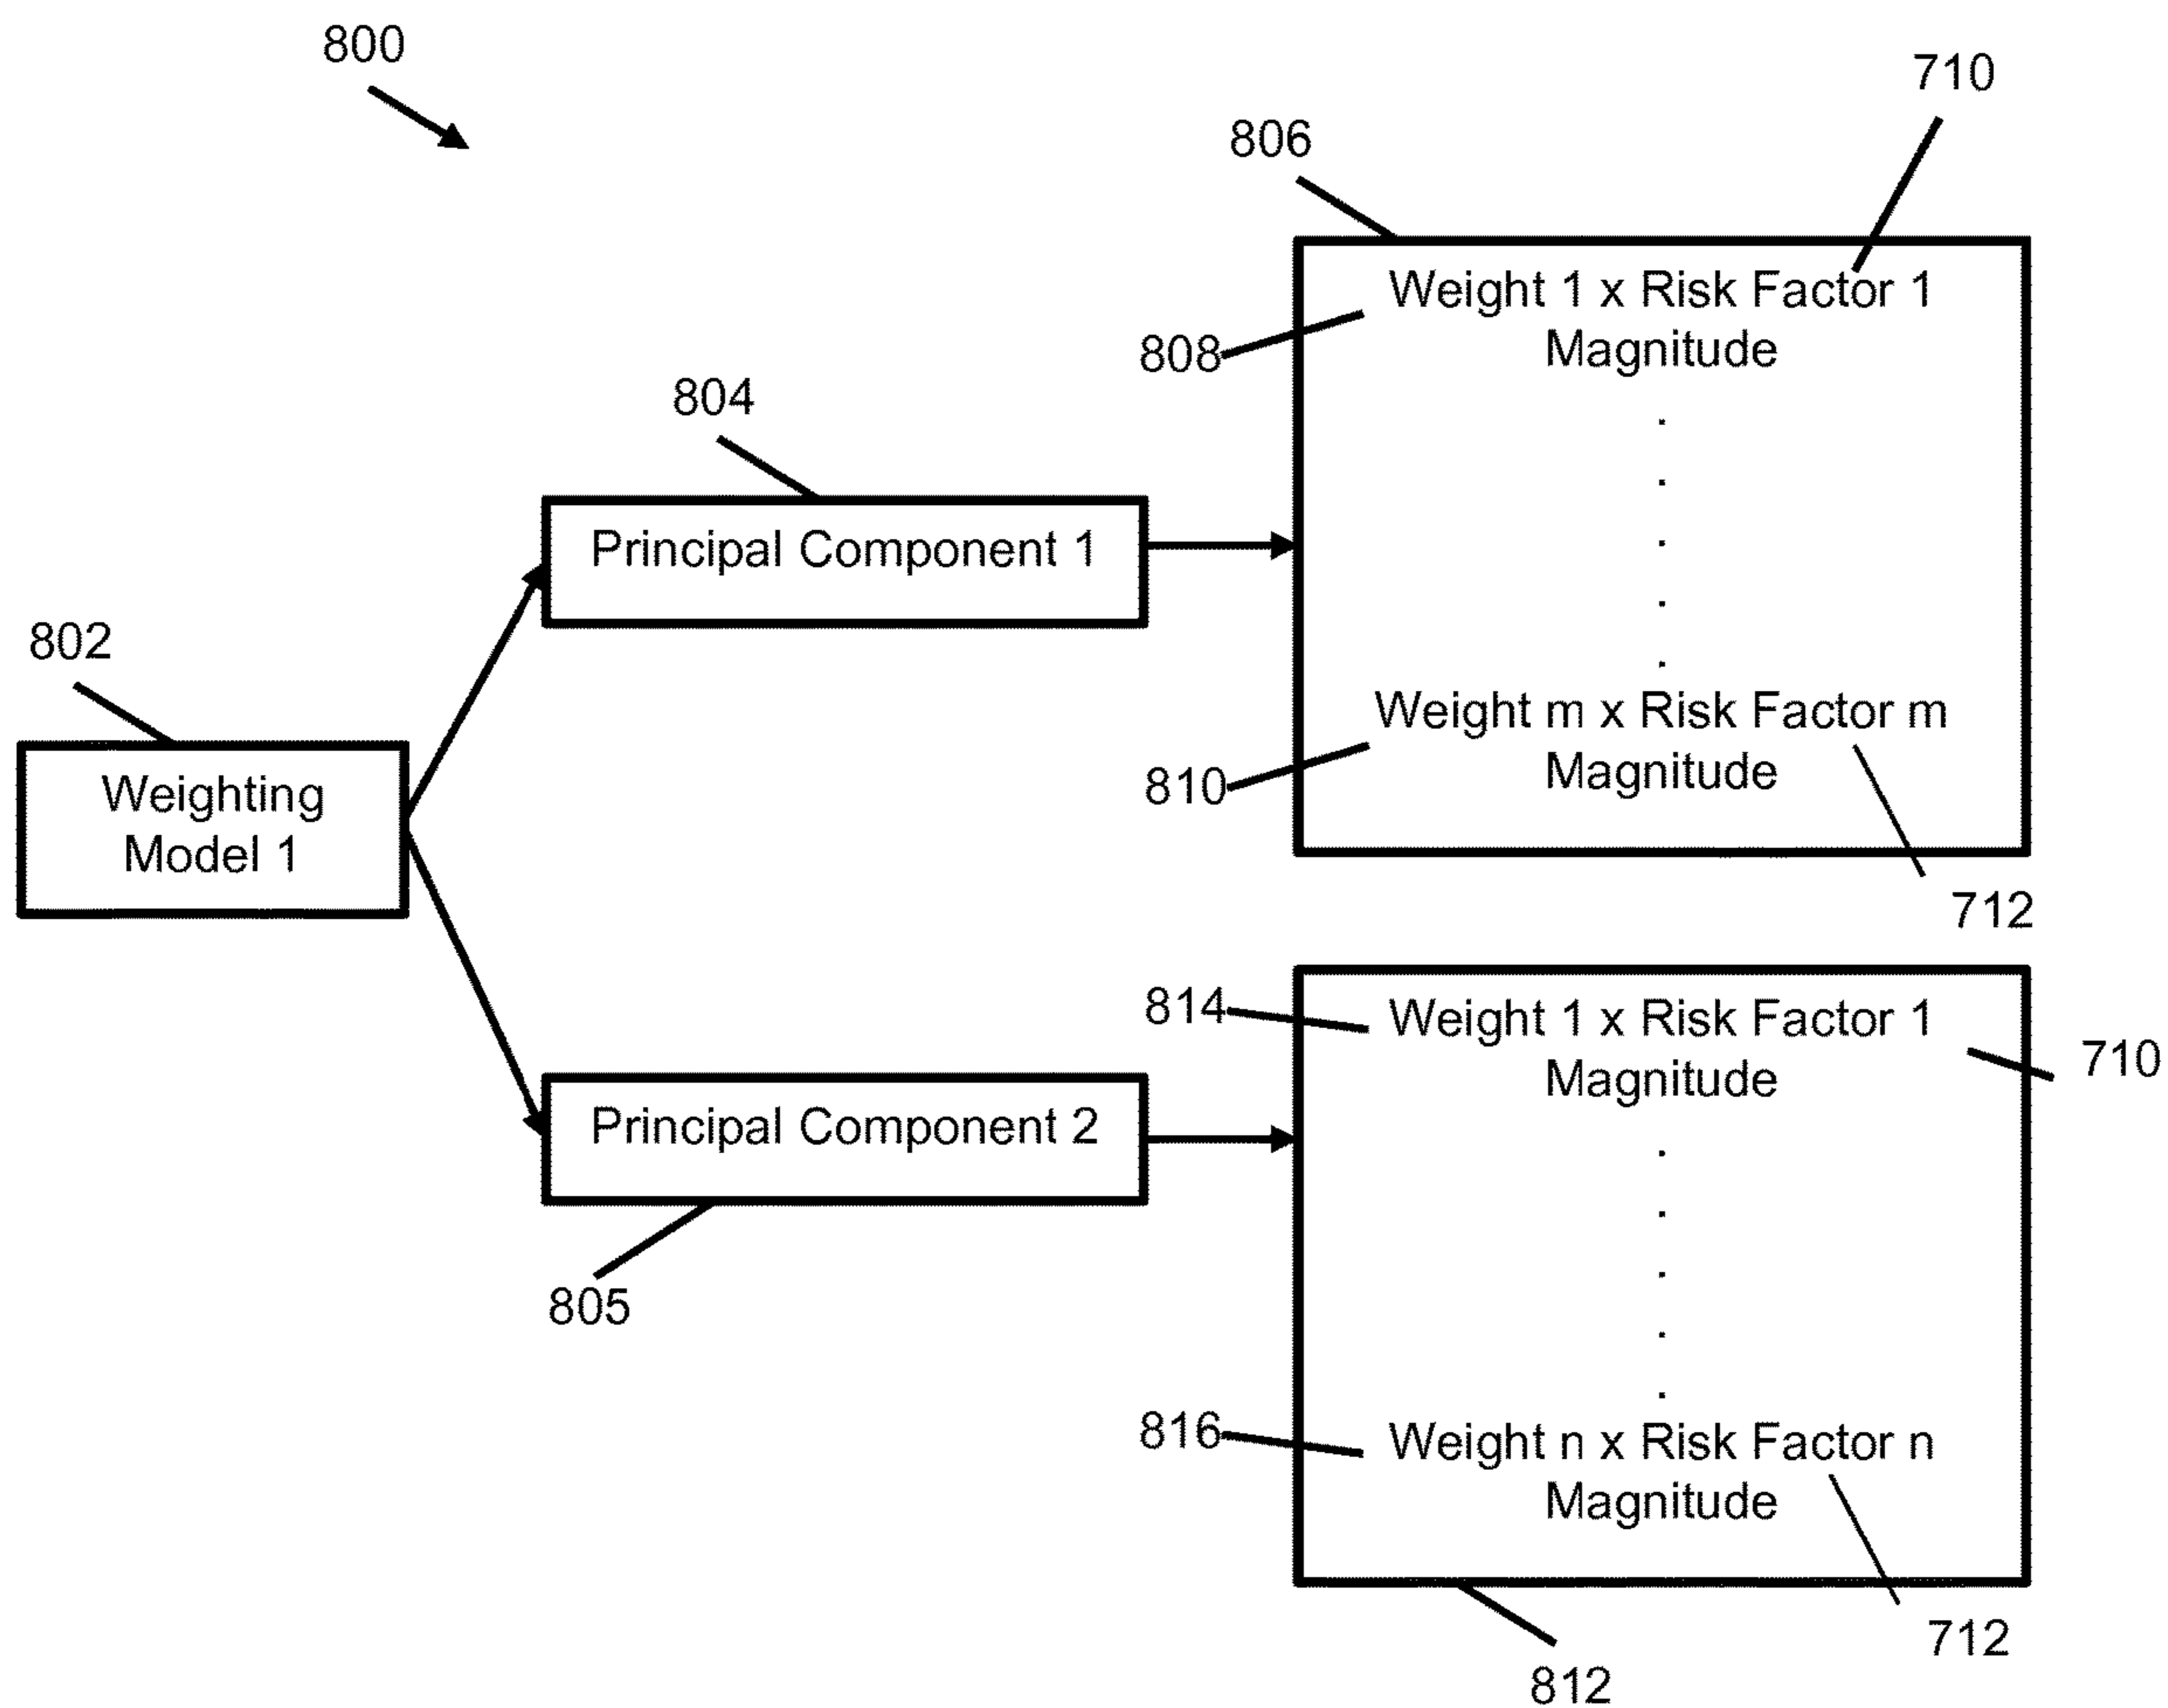 800
710
806
Weight 1 x Risk Factor 1
Magnitude
808
804
Principal Component 1
802
Weighting
Model 1
.
.
.
.
.
Weight m x Risk Factor m
Magnitude
810
712
814
Weight 1 x Risk Factor 1
Magnitude
710
Principal Component 2
805
.
.
.
.
.
816
Weight n x Risk Factor n
Magnitude
712
812